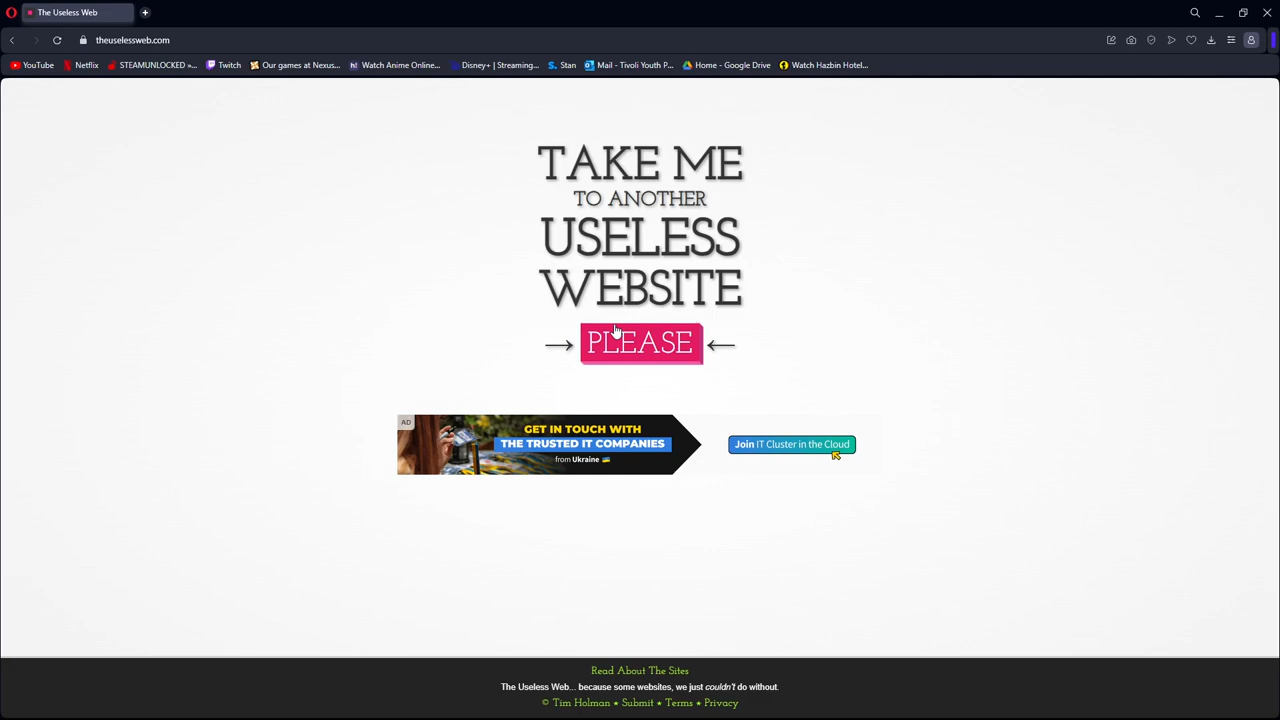 The Useless Web
theuselessweb.com
YouTube Netflix STEAMUNLOCKED »... Twitch Our games at Nexus... Watch Anime Online... Disney+ | Streaming... Stan Mail - Tivoli Youth P... Home - Google Drive Watch Hazbin Hotel...
TAKE ME
TO ANOTHER
USELESS
WEBSITE
→ PLEASE ←
AD
GET IN TOUCH WITH
THE TRUSTED IT COMPANIES
from Ukraine
Join IT Cluster in the Cloud
Read About The Sites
The Useless Web... because some websites, we just couldn't do without.
© Tim Holman ★ Submit ★ Terms ★ Privacy